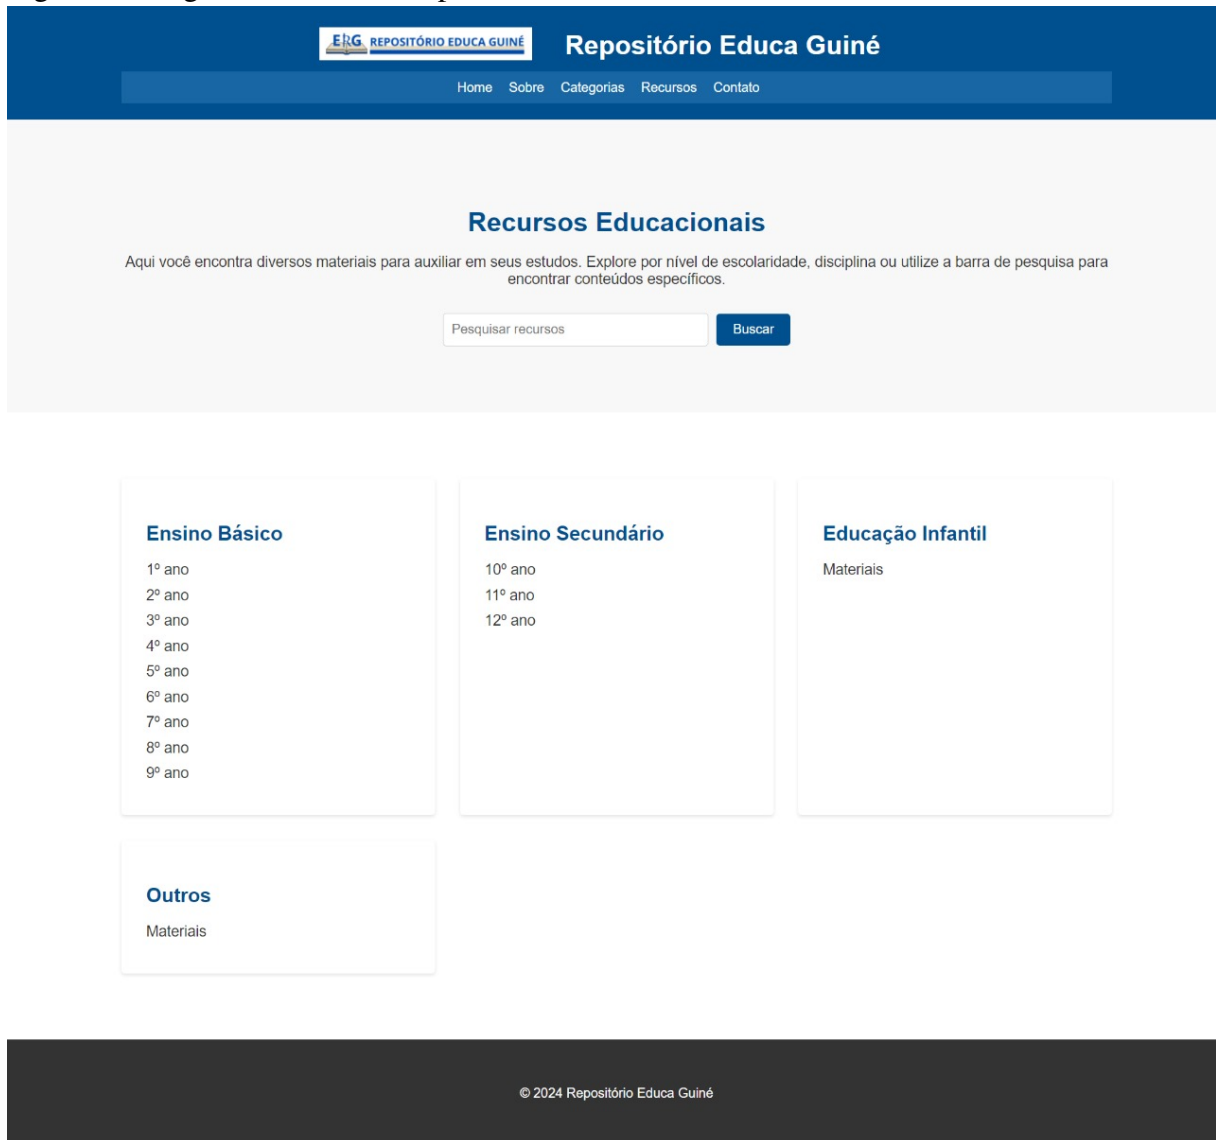 ERG REPOSITÓRIO EDUCA GUINÉ
Repositório Educa Guiné
Home Sobre Categorias Recursos Contato
Recursos Educacionais
Aqui você encontra diversos materiais para auxiliar em seus estudos. Explore por nível de escolaridade, disciplina ou utilize a barra de pesquisa para
encontrar conteúdos específicos.
Pesquisar recursos
Buscar
Ensino Básico
1º ano
2º ano
3º ano
4º ano
5º ano
6º ano
7º ano
8º ano
9º ano
Ensino Secundário
10º ano
11º ano
12º ano
Educação Infantil
Materiais
Outros
Materiais
© 2024 Repositório Educa Guiné